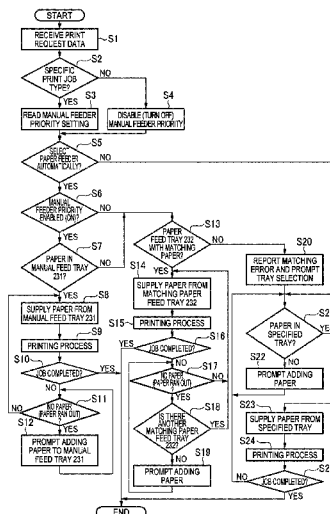 START
RECEIVE PRINT
REQUEST DATA
S1
SPECIFIC
PRINT JOB
TYPE?
S2
YES
NO
READ MANUAL FEEDER
PRIORITY SETTING
S3
DISABLE (TURN OFF)
MANUAL FEEDER PRIORITY
S4
SELECT
PAPER FEEDER
AUTOMATICALLY?
S5
NO
YES
MANUAL
FEEDER PRIORITY
ENABLED (ON)?
S6
NO
YES
PAPER IN
MANUAL FEED TRAY
231?
S7
NO
YES
SUPPLY PAPER FROM
MANUAL FEED TRAY 231
S8
PRINTING PROCESS
S9
JOB COMPLETED?
S10
YES
NO
NO PAPER
(PAPER RAN OUT)
S11
NO
YES
PROMPT ADDING
PAPER TO MANUAL
FEED TRAY 231
S12
PAPER
FEED TRAY 232
WITH MATCHING
PAPER?
S13
NO
YES
SUPPLY PAPER FROM
MATCHING PAPER
FEED TRAY 232
S14
PRINTING PROCESS
S15
JOB COMPLETED?
S16
YES
NO
NO PAPER
(PAPER RAN OUT)
S17
NO
YES
IS THERE
ANOTHER
MATCHING PAPER
FEED TRAY
232?
S18
YES
NO
PROMPT ADDING
PAPER
S19
REPORT MATCHING
ERROR AND PROMPT
TRAY SELECTION
S20
PAPER IN
SPECIFIED
TRAY?
S2
YE
NO
PROMPT ADDING
PAPER
S22
SUPPLY PAPER FROM
SPECIFIED TRAY
S23
PRINTING PROCESS
S24
JOB COMPLETED?
S2
NO
YES
END